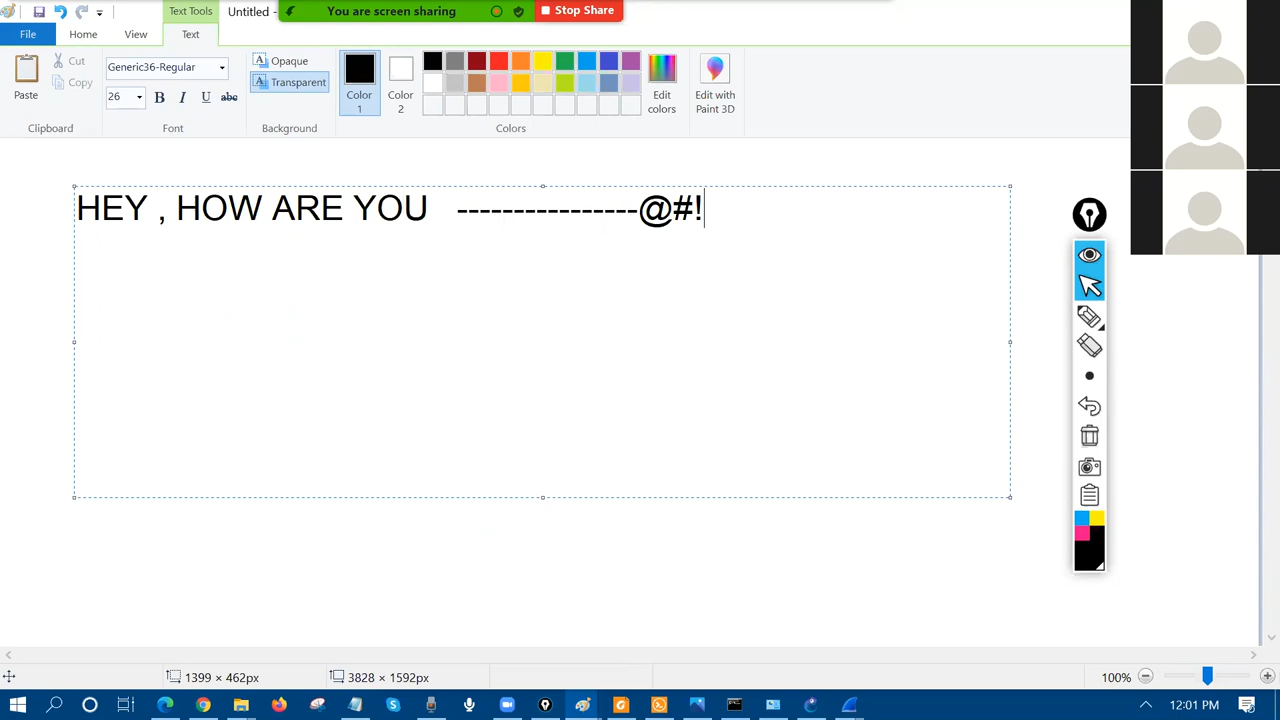 Text Tools
Untitled -
You are screen sharing
Stop Share
File
Home
View
Text
Paste
Cut
Copy
Generic36-Regular
26
B I U abc
Opaque
Transparent
Color 1
Color 2
Edit colors
Edit with Paint 3D
Clipboard
Font
Background
Colors
HEY , HOW ARE YOU ----------------@#!
1399 × 462px
3828 × 1592px
100%
12:01 PM